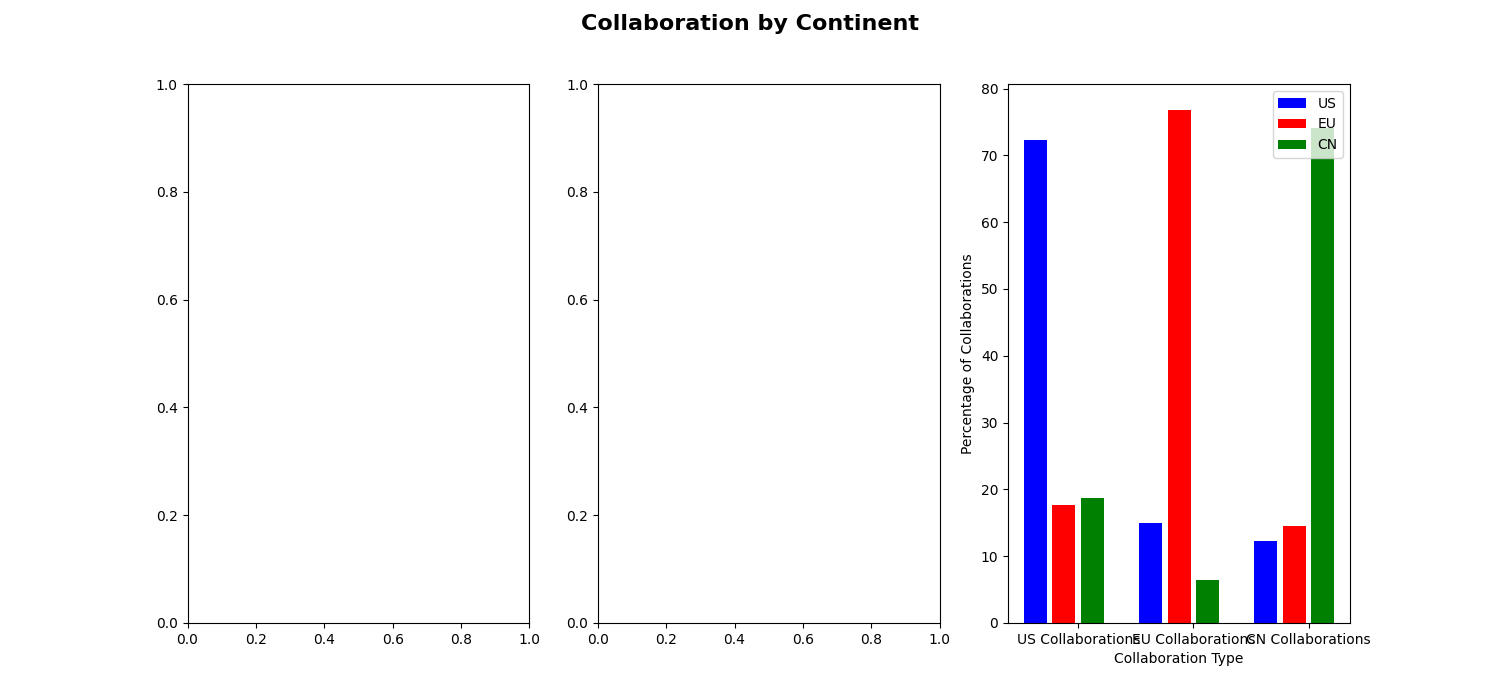 Collaboration by Continent
1.0
0.8
0.6
0.4
0.2
0.0
0.0 0.2 0.4 0.6 0.8 1.0
1.0
0.8
0.6
0.4
0.2
0.0
0.0 0.2 0.4 0.6 0.8 1.0
Percentage of Collaborations
80
70
60
50
40
30
20
10
0
US
EU
CN
US Collaborations EU Collaborations CN Collaborations
Collaboration Type